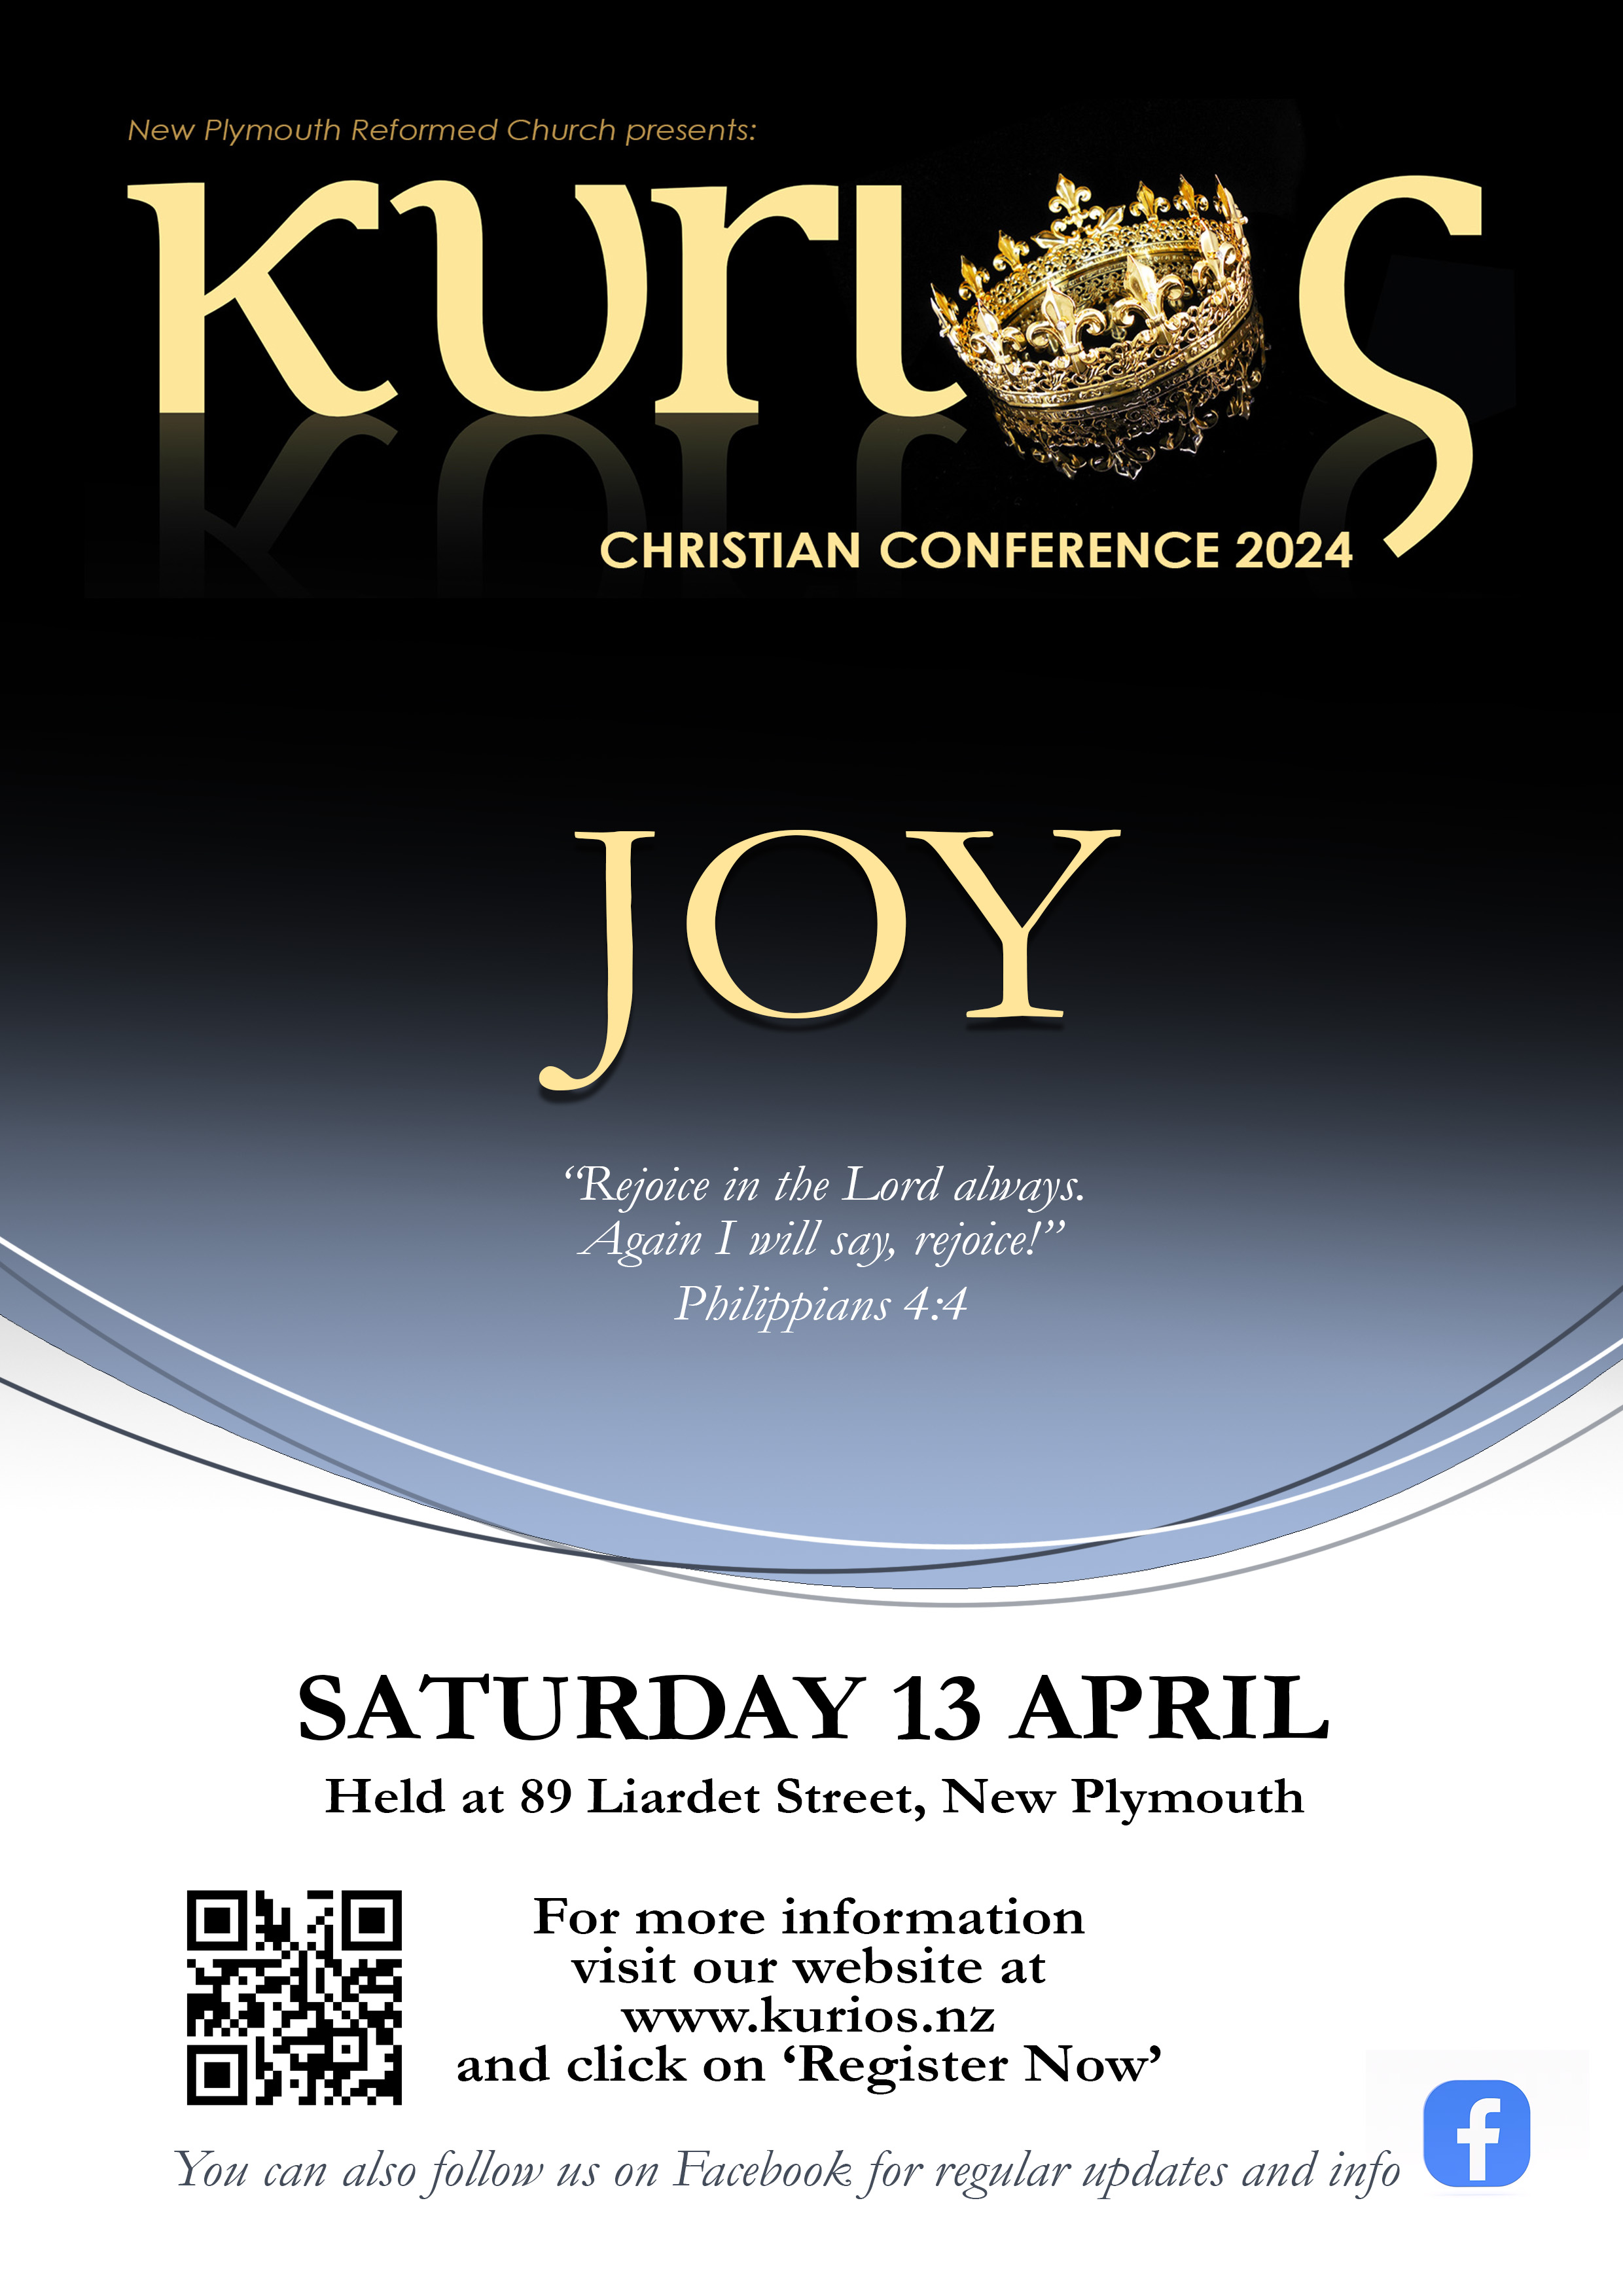 New Plymouth Reformed Church presents:
κυrιος
CHRISTIAN CONFERENCE 2024
JOY
“Rejoice in the Lord always.
Again I will say, rejoice!”
Philippians 4:4
SATURDAY 13 APRIL
Held at 89 Liardet Street, New Plymouth
For more information
visit our website at
www.kurios.nz
and click on ‘Register Now’
You can also follow us on Facebook for regular updates and info